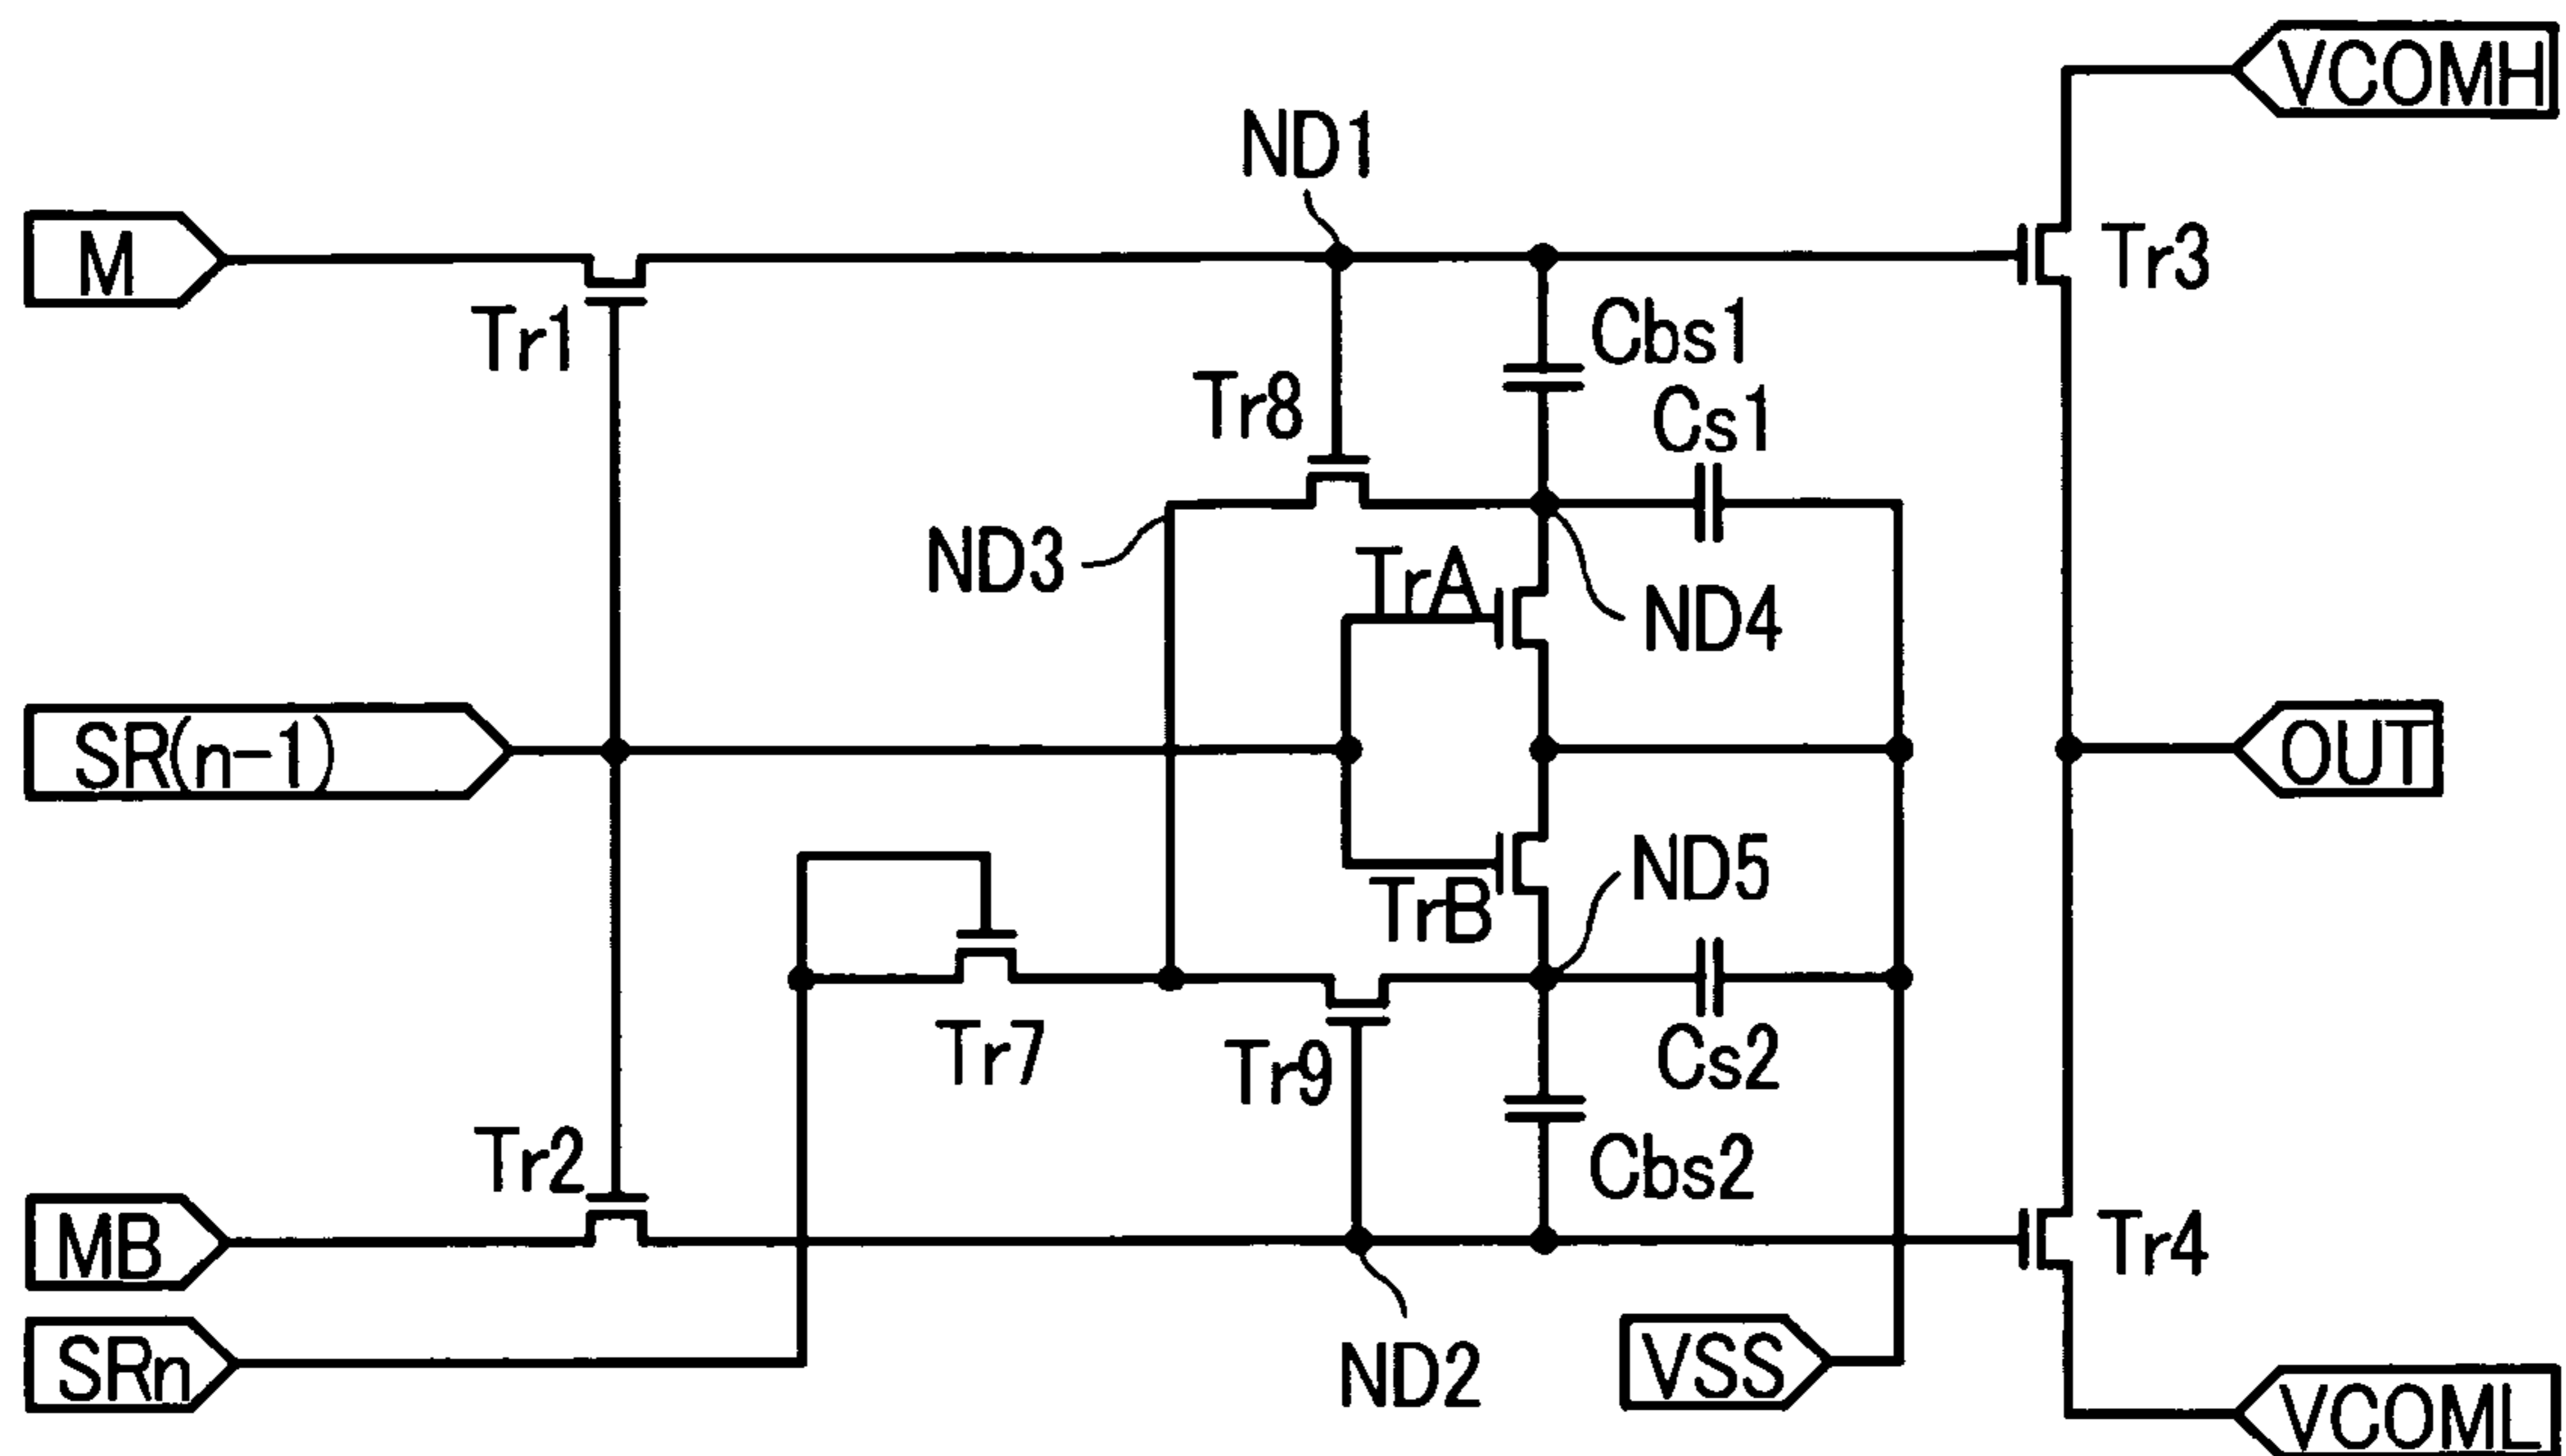 VCOMH
ND1
M
Tr3
Tr1
Cbs1
Tr8
Cs1
ND3
TrA
ND4
SR(n-1)
OUT
TrB
ND5
Tr7
Tr9
Cs2
Tr2
Cbs2
MB
Tr4
SRn
ND2
VSS
VCOML